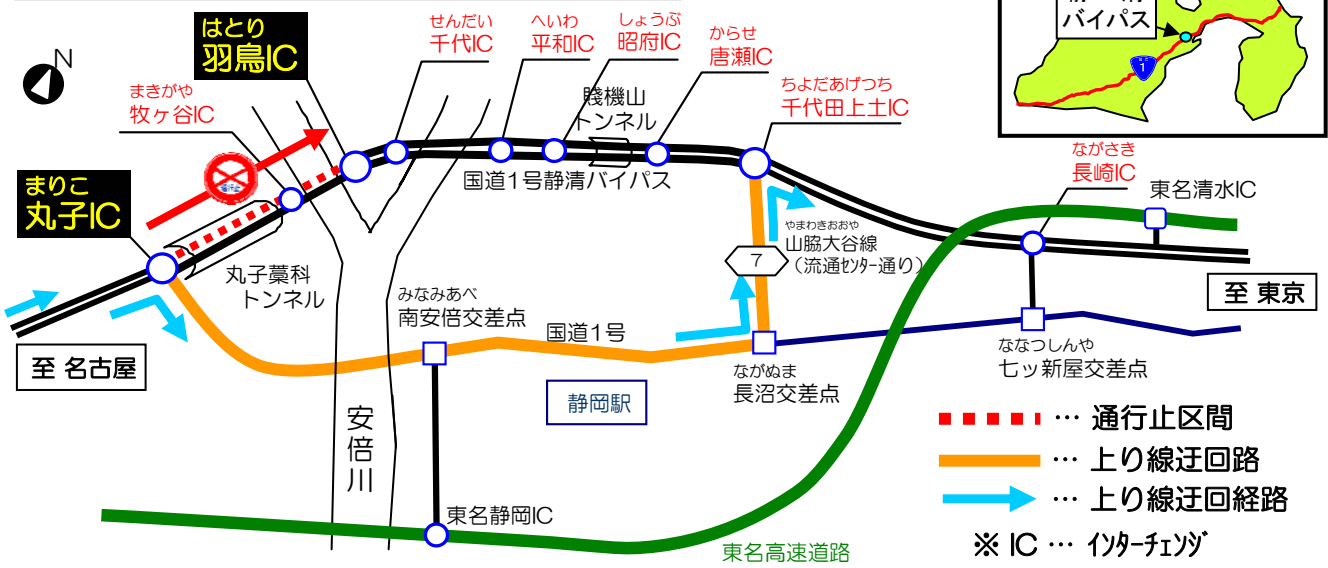 バイパス
1
N
はとり
羽鳥IC
せんだい
千代IC
へいわ
平和IC
しょうぶ
昭府IC
からせ
唐瀬IC
ちよだあげつち
千代田上土IC
まきがや
牧ヶ谷IC
賤機山
トンネル
国道1号静清バイパス
ながさき
長崎IC
東名清水IC
まりこ
丸子IC
通行止
やまわきおおや
山脇大谷線
（流通ｾﾝﾀｰ通り）
7
丸子藁科
トンネル
みなみあべ
南安倍交差点
国道1号
至 東京
至 名古屋
ながぬま
長沼交差点
ななつしんや
七ッ新屋交差点
静岡駅
安倍川
東名静岡IC
東名高速道路
… 通行止区間
… 上り線迂回路
… 上り線迂回経路
※ IC … ｲﾝﾀｰﾁｪﾝｼﾞ